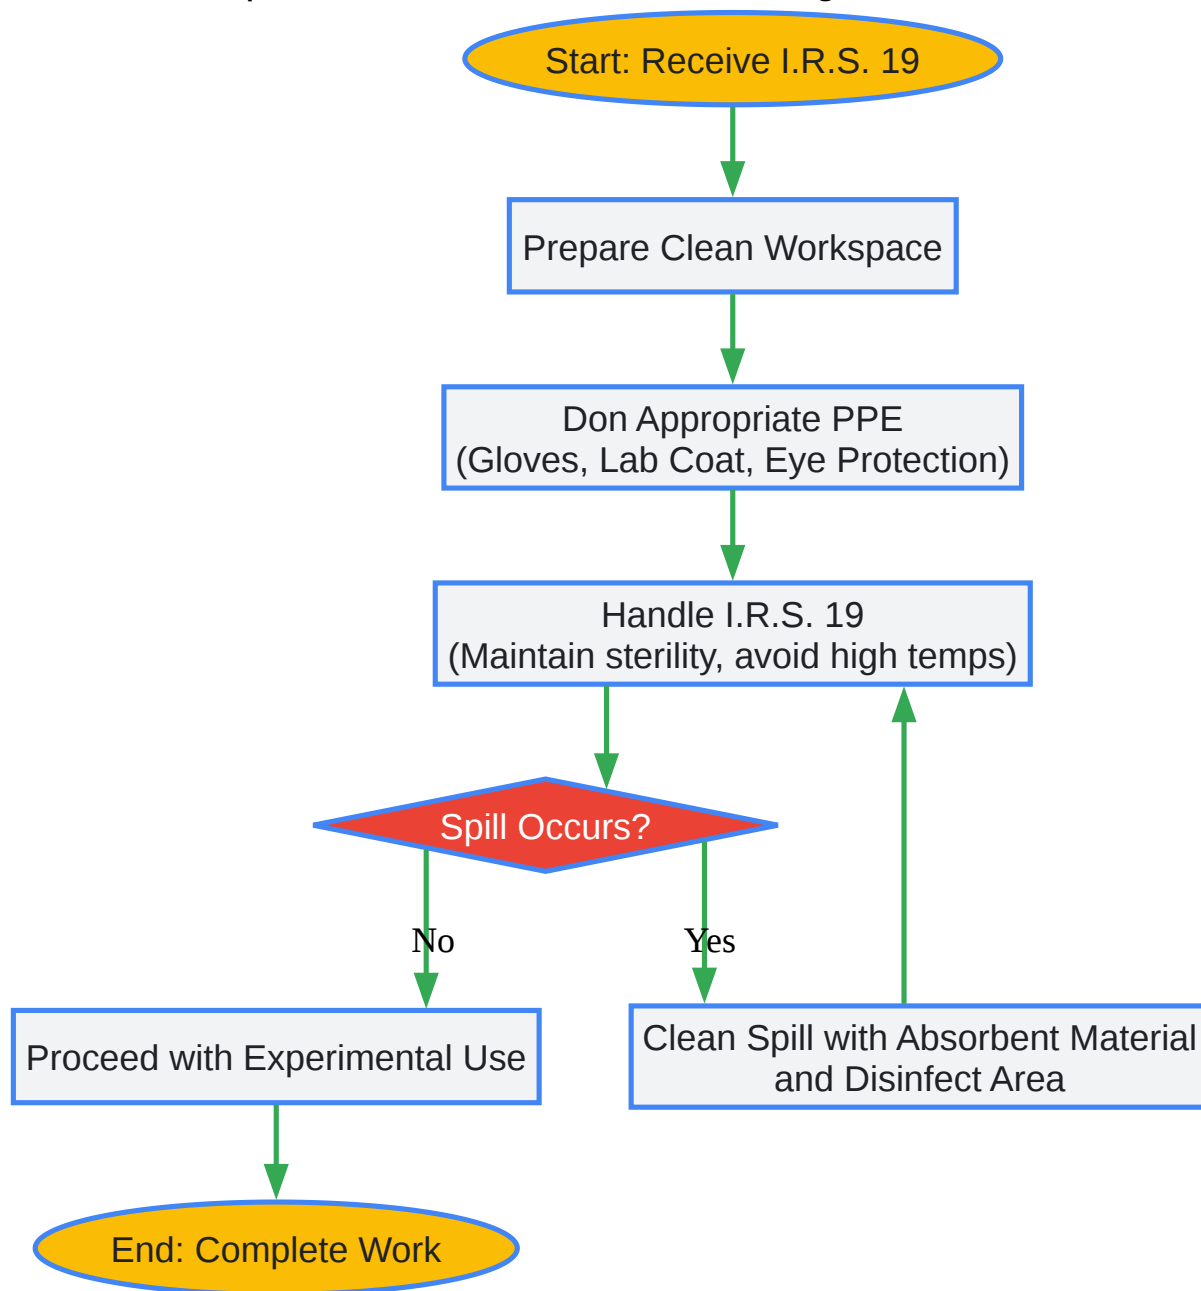 Start: Receive I.R.S. 19
Prepare Clean Workspace
Don Appropriate PPE
(Gloves, Lab Coat, Eye Protection)
Handle I.R.S. 19
(Maintain sterility, avoid high temps)
Spill Occurs?
No
Yes
Proceed with Experimental Use
Clean Spill with Absorbent Material
and Disinfect Area
End: Complete Work